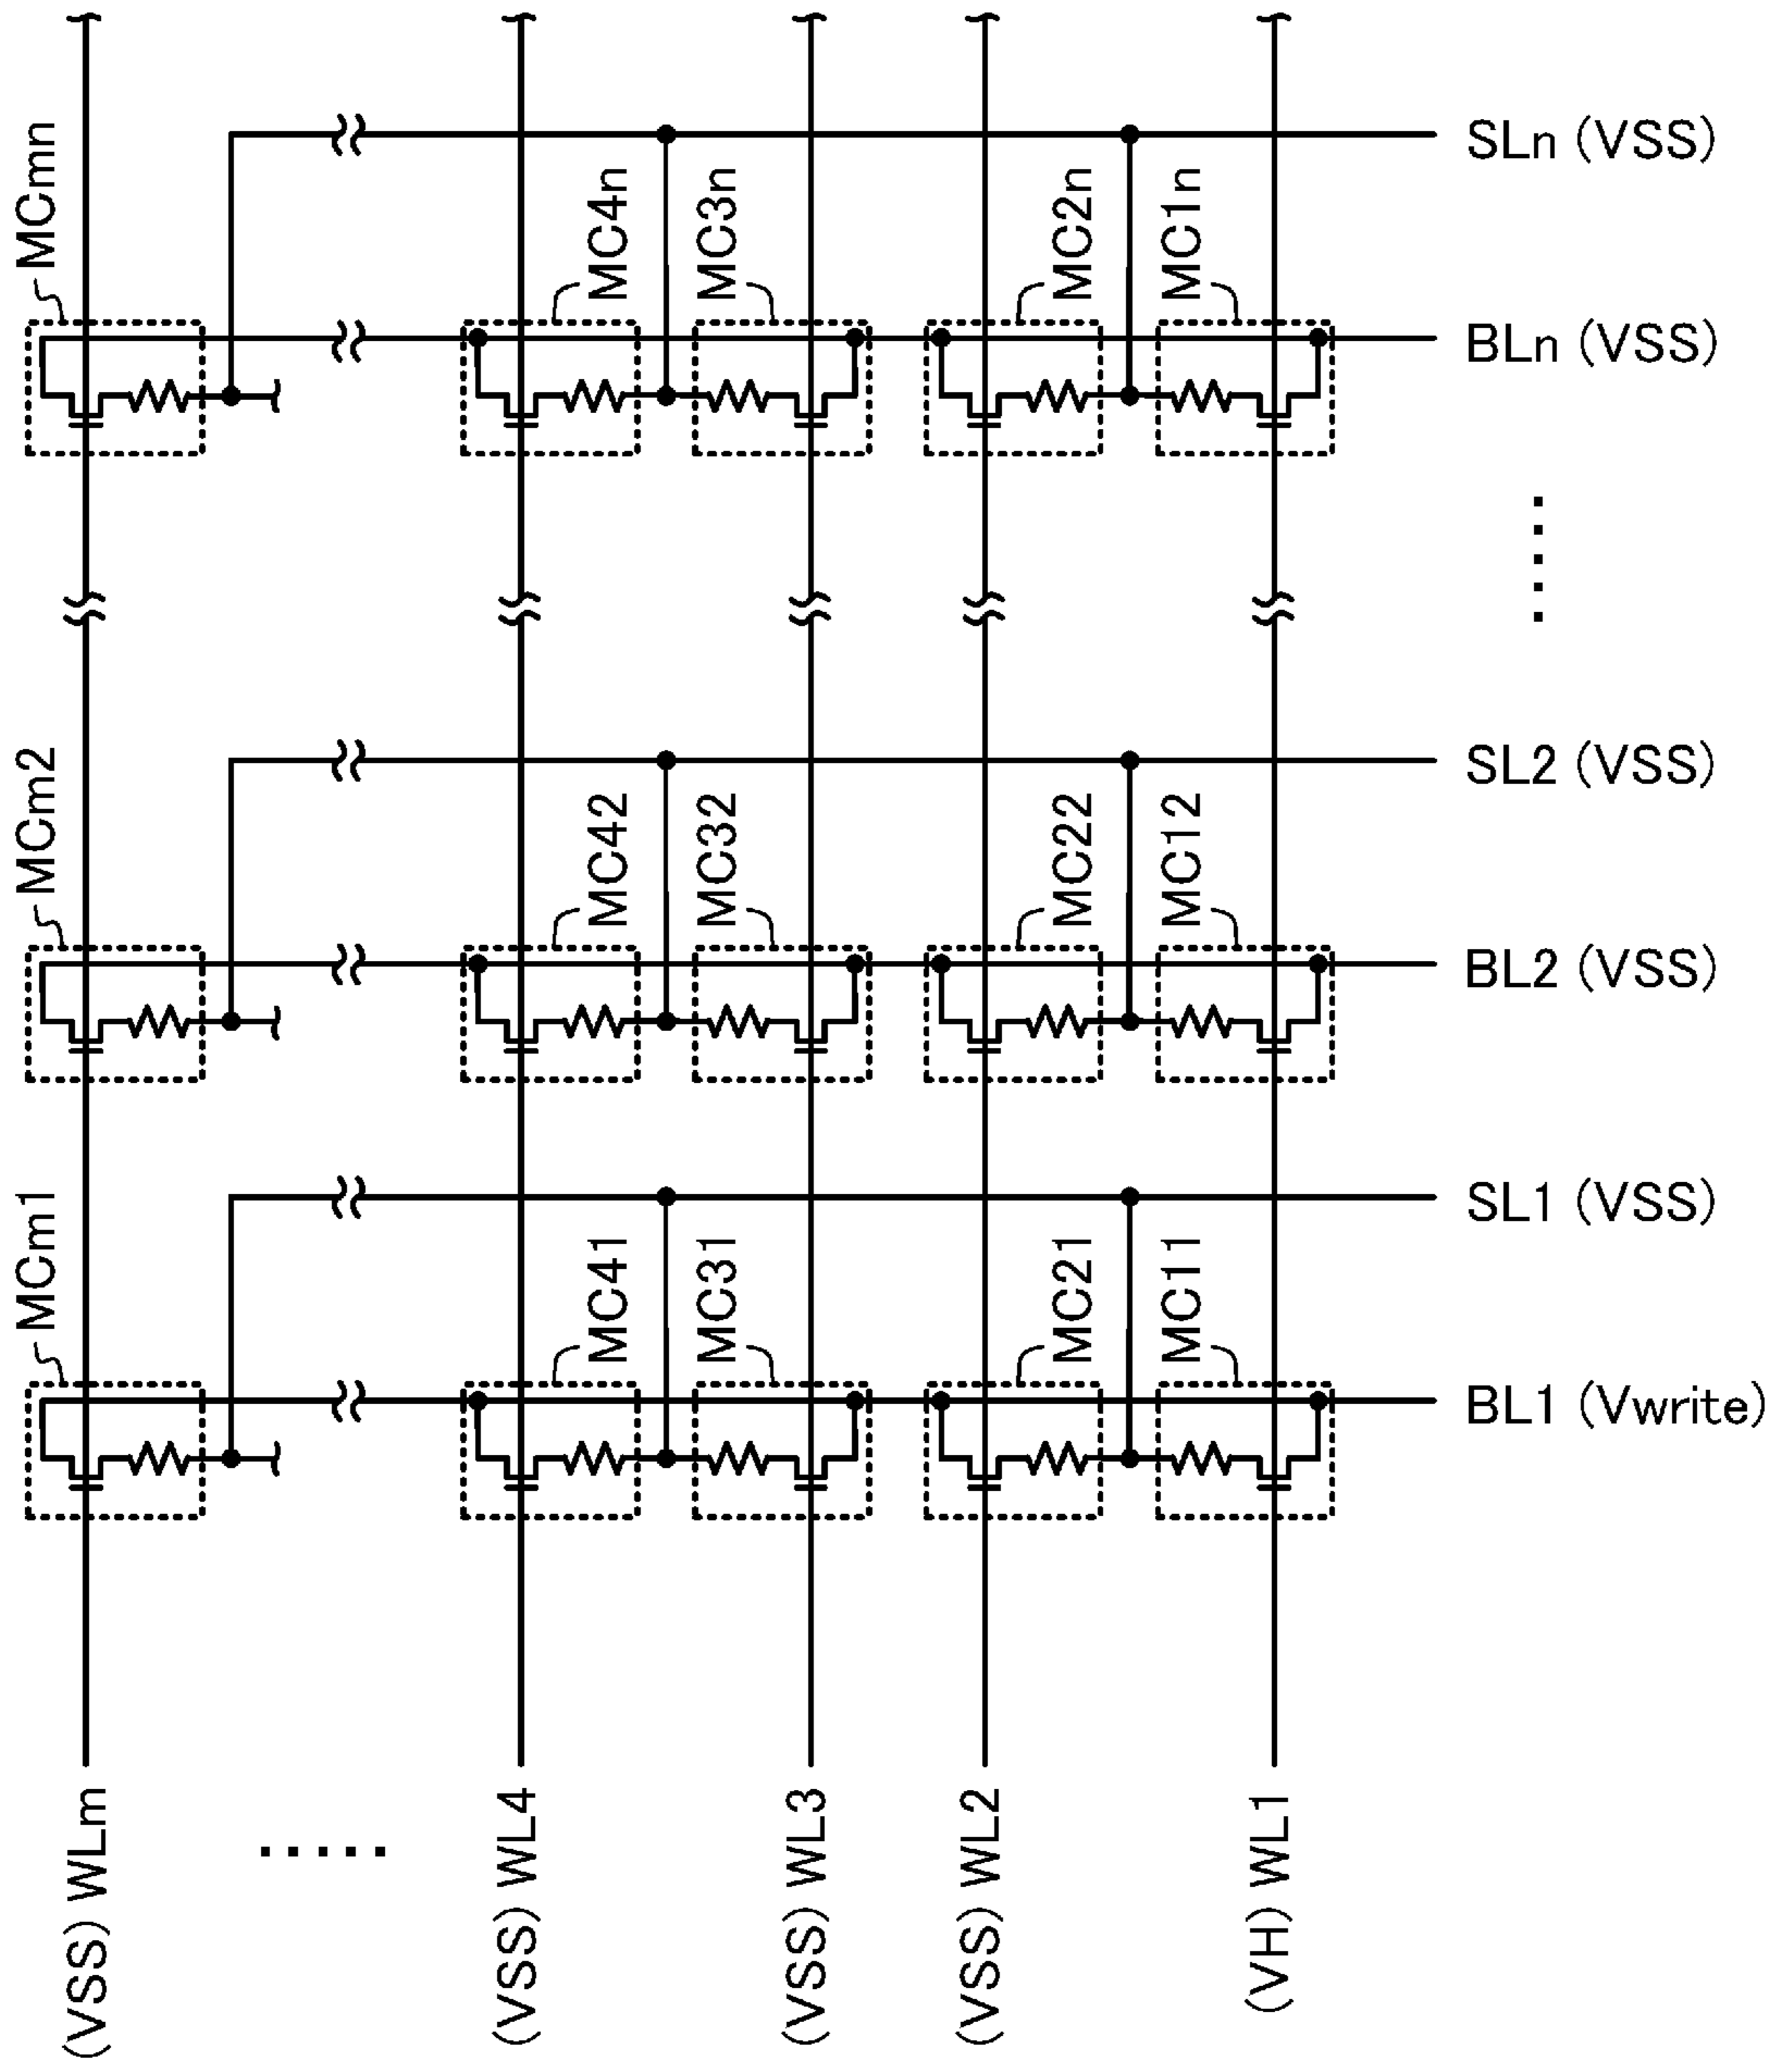 MCmn
MC4n
MC3n
MC2n
MC1n
SLn (VSS)
BLn (VSS)
MCm2
MC42
MC32
MC22
MC12
SL2 (VSS)
BL2 (VSS)
MCm1
MC41
MC31
MC21
MC11
SL1 (VSS)
BL1 (Vwrite)
(VSS) WLm
(VSS) WL4
(VSS) WL3
(VSS) WL2
(VH) WL1